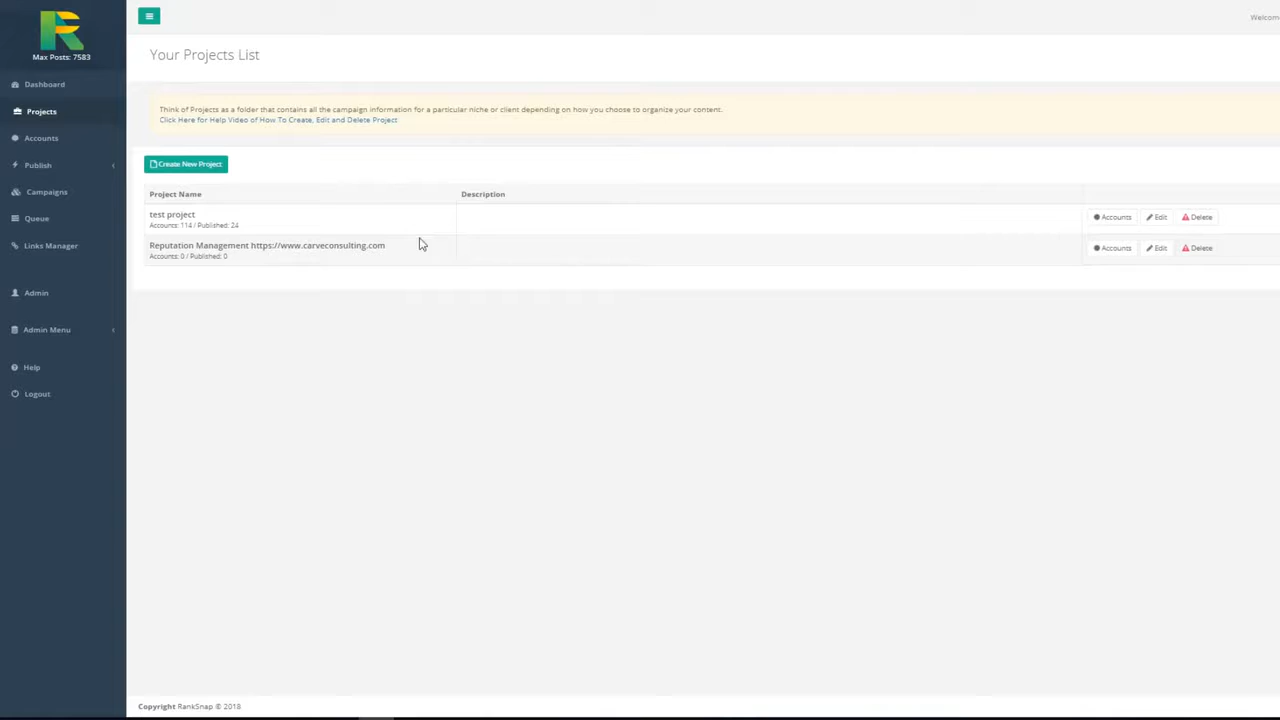 Max Posts: 7583
Dashboard
Projects
Accounts
Publish
Campaigns
Queue
Links Manager
Admin
Admin Menu
Help
Logout
Welcom
Your Projects List
Think of Projects as a folder that contains all the campaign information for a particular niche or client depending on how you choose to organize your content.
Click Here for Help Video of How To Create, Edit and Delete Project
Create New Project
Project Name Description
test project
Accounts: 114 / Published: 24
Accounts Edit Delete
Reputation Management https://www.carveconsulting.com
Accounts: 0 / Published: 0
Accounts Edit Delete
Copyright RankSnap © 2018